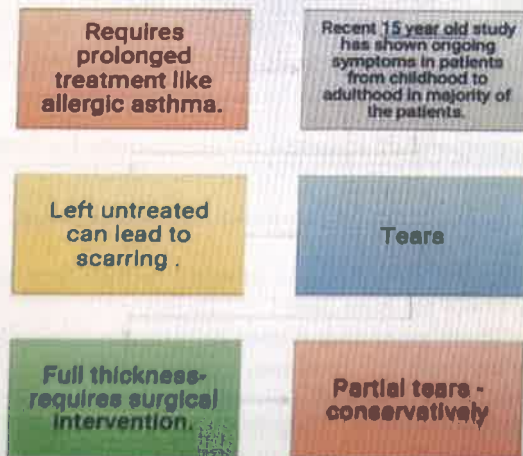 Requires
prolonged
treatment like
allergic asthma.
Recent 15 year old study
has shown ongoing
symptoms in patients
from childhood to
adulthood in majority of
the patients.
Left untreated
can lead to
scarring .
Tears
Full thickness-
requires surgical
intervention.
Partial tears -
conservatively